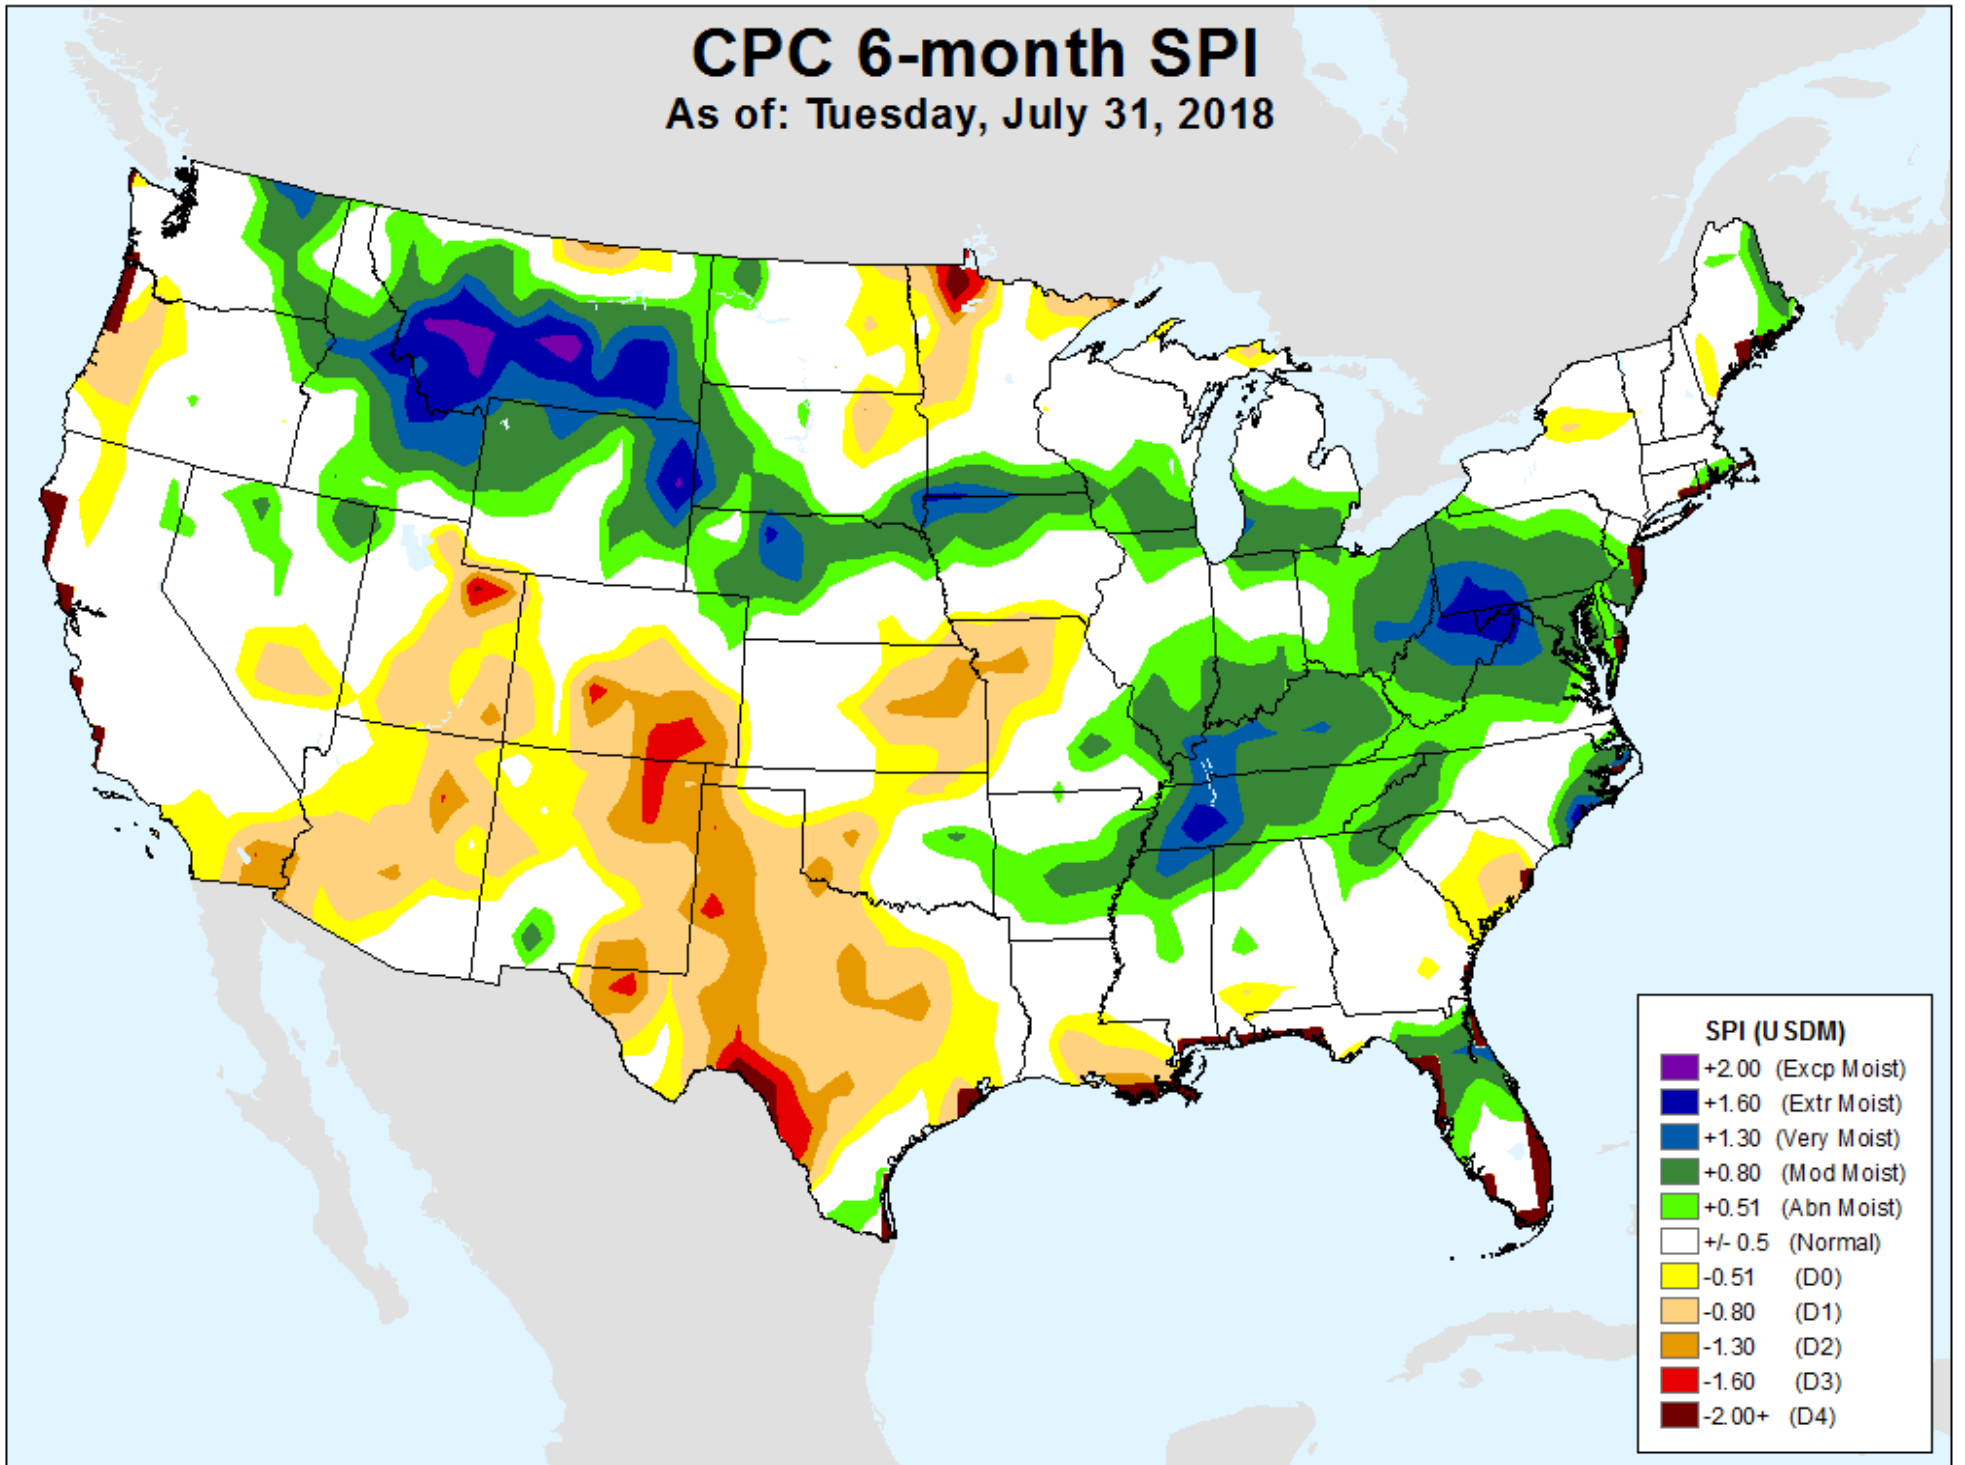 CPC 6-month SPI
As of: Tuesday, July 31, 2018
SPI (USDM)
+2.00 (Excp Moist)
+1.60 (Extr Moist)
+1.30 (Very Moist)
+0.80 (Mod Moist)
+0.51 (Abn Moist)
+/- 0.5 (Normal)
-0.51 (D0)
-0.80 (D1)
-1.30 (D2)
-1.60 (D3)
-2.00+ (D4)